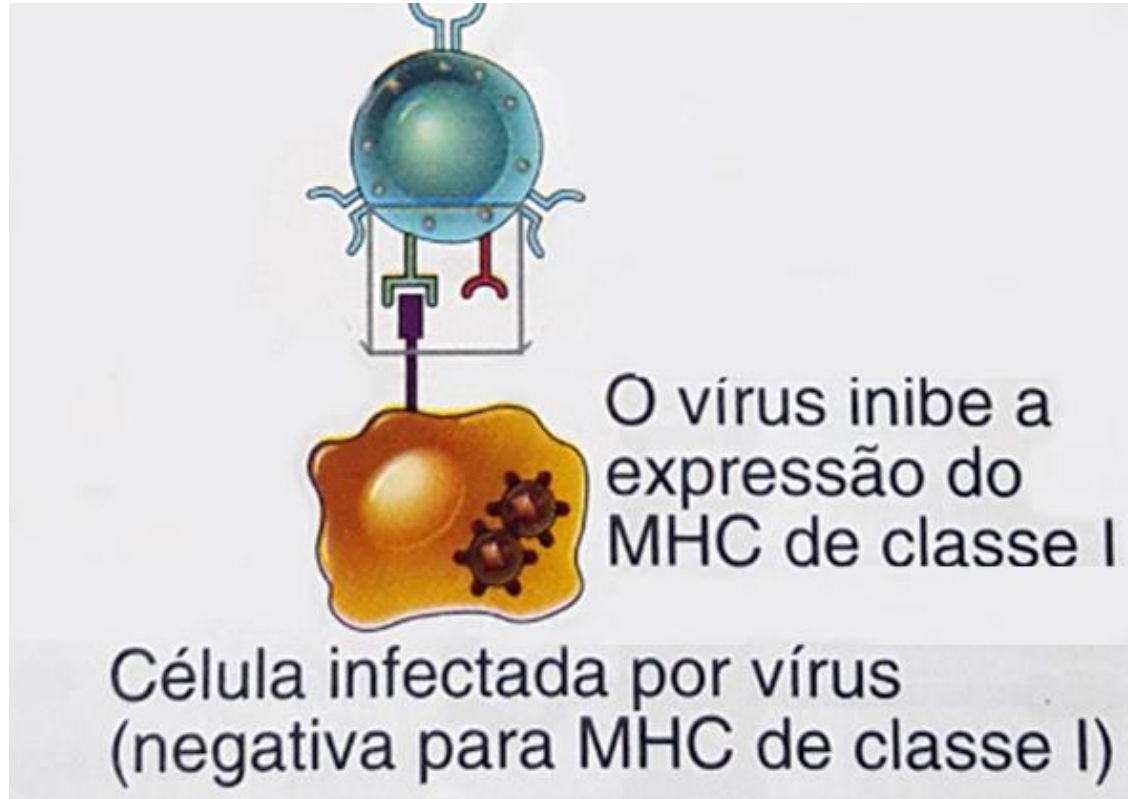 O vírus inibe a
expressão do
MHC de classe I
Célula infectada por vírus
(negativa para MHC de classe I)